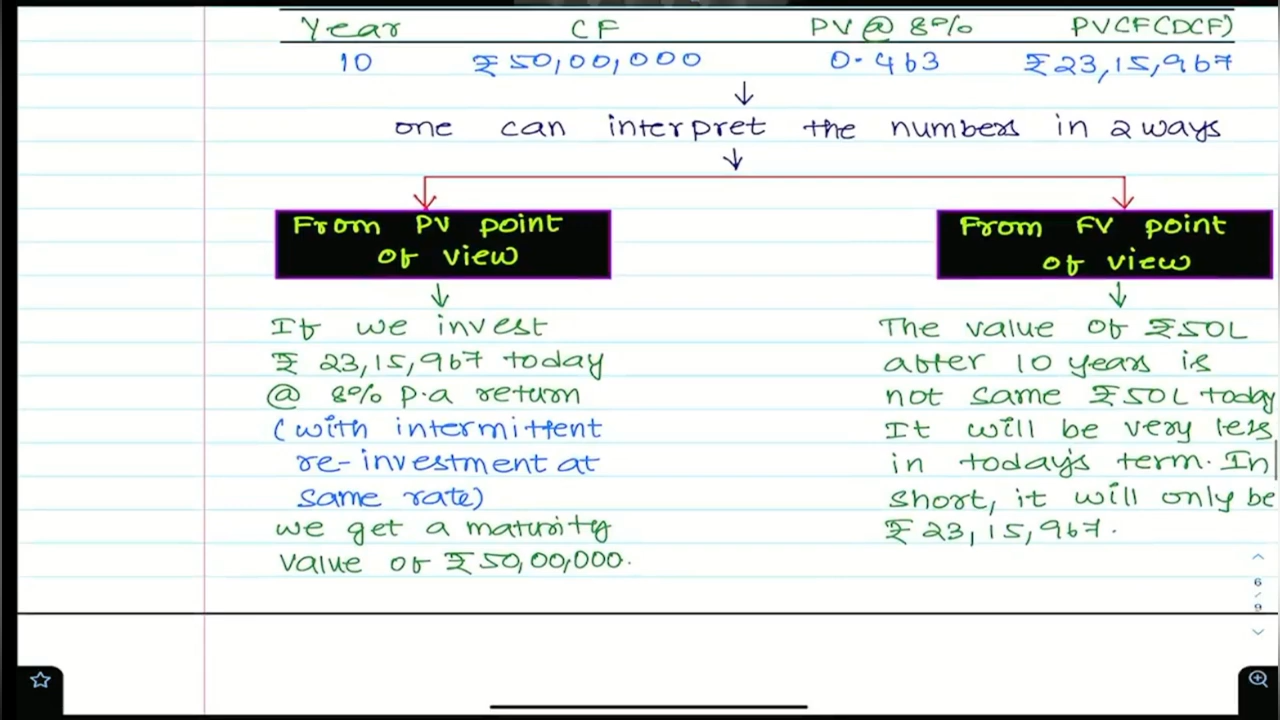 Year CF PV@ 8% PVCF(DCF)
10 ₹50,00,000 0.463 ₹23,15,967
one can interpret the numbers in 2 ways
From PV point
of view
If we invest
₹ 23,15,967 today
@ 8% p.a return
(with intermittent
re-investment at
same rate)
we get a maturity
value of ₹50,00,000.
From FV point
of view
The value of ₹50L
after 10 years is
not same ₹50L today
It will be very less
in today's term. In
short, it will only be
₹23,15,967.
6
/
9